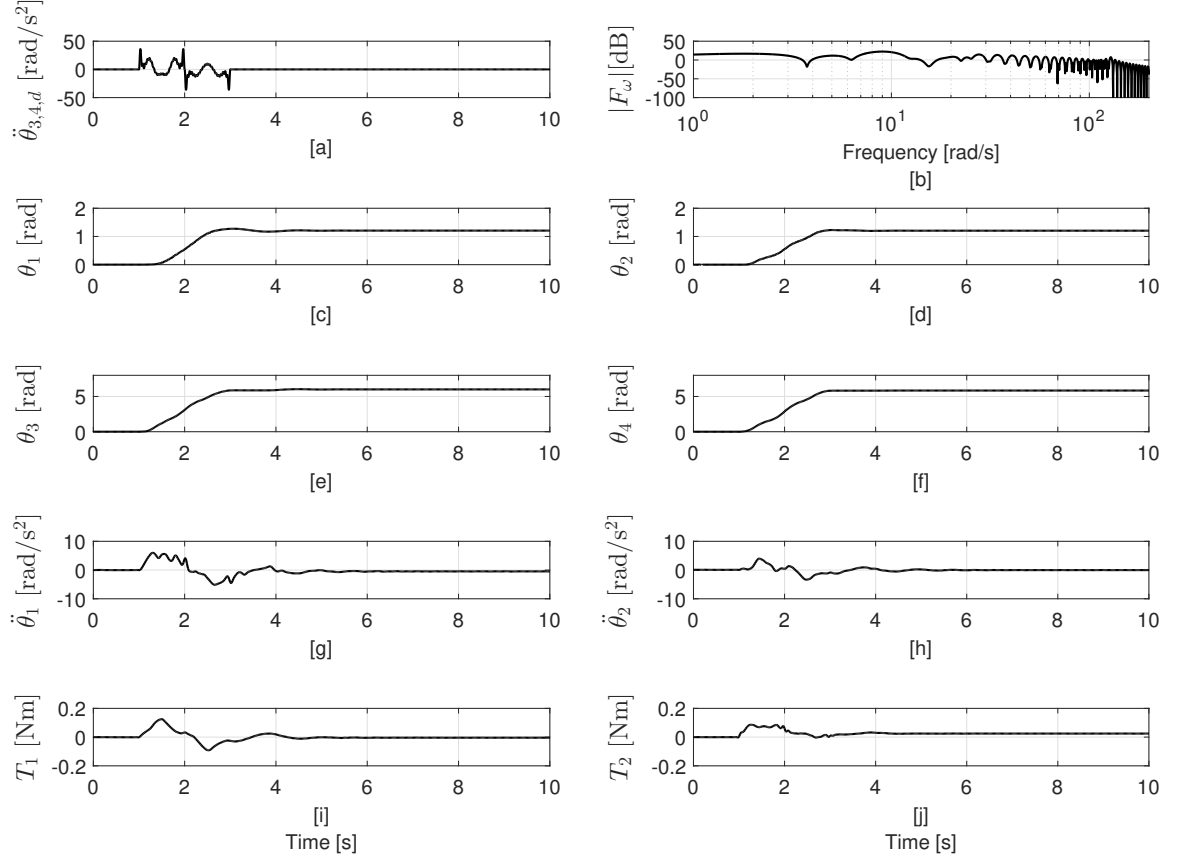 θ̈3,4,d [rad/s²]
50
0
-50
0 2 4 6 8 10
[a]
|Fω|[dB]
50
0
-50
-100
10⁰ 10¹ 10²
Frequency [rad/s]
[b]
θ1 [rad]
2
1
0
0 2 4 6 8 10
[c]
θ2 [rad]
2
1
0
0 2 4 6 8 10
[d]
θ3 [rad]
5
0
0 2 4 6 8 10
[e]
θ4 [rad]
5
0
0 2 4 6 8 10
[f]
θ̈1 [rad/s²]
10
0
-10
0 2 4 6 8 10
[g]
θ̈2 [rad/s²]
10
0
-10
0 2 4 6 8 10
[h]
T1 [Nm]
0.2
0
-0.2
0 2 4 6 8 10
[i]
Time [s]
T2 [Nm]
0.2
0
-0.2
0 2 4 6 8 10
[j]
Time [s]